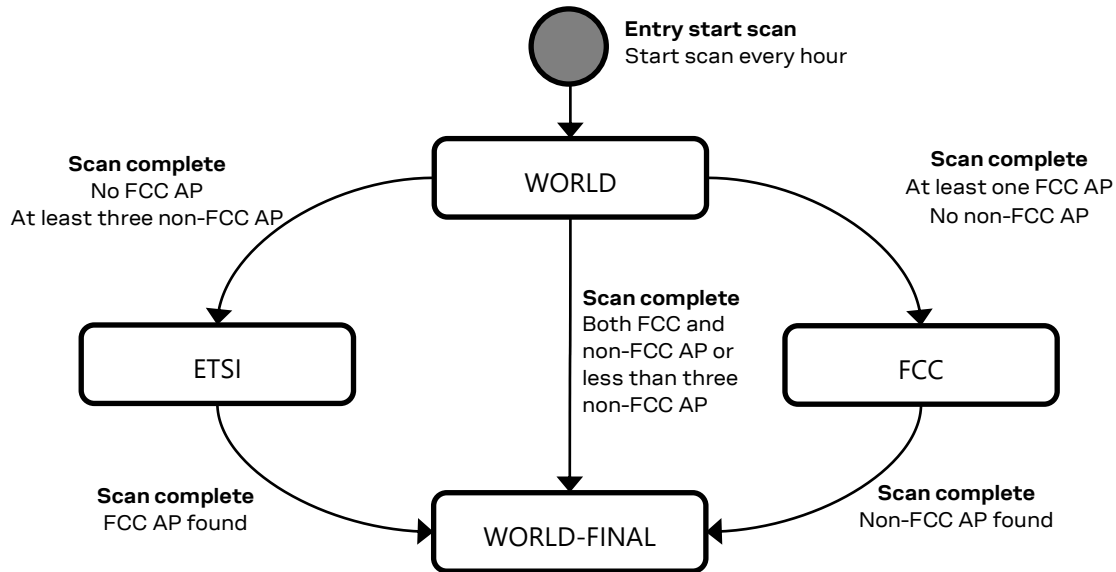 Entry start scan
Start scan every hour
WORLD
Scan complete
No FCC AP
At least three non-FCC AP
Scan complete
At least one FCC AP
No non-FCC AP
Scan complete
Both FCC and
non-FCC AP or
less than three
non-FCC AP
ETSI
FCC
Scan complete
FCC AP found
WORLD-FINAL
Scan complete
Non-FCC AP found